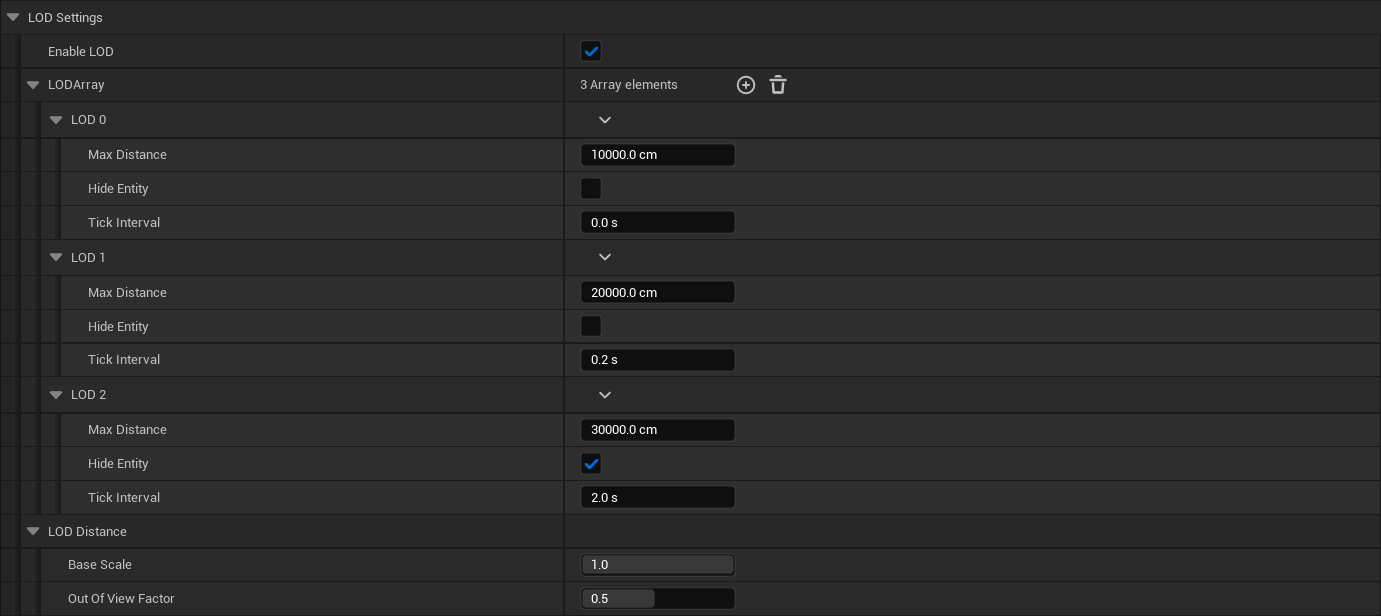 LOD Settings
Enable LOD
LODArray 3 Array elements
LOD 0
Max Distance 10000.0 cm
Hide Entity
Tick Interval 0.0 s
LOD 1
Max Distance 20000.0 cm
Hide Entity
Tick Interval 0.2 s
LOD 2
Max Distance 30000.0 cm
Hide Entity
Tick Interval 2.0 s
LOD Distance
Base Scale 1.0
Out Of View Factor 0.5